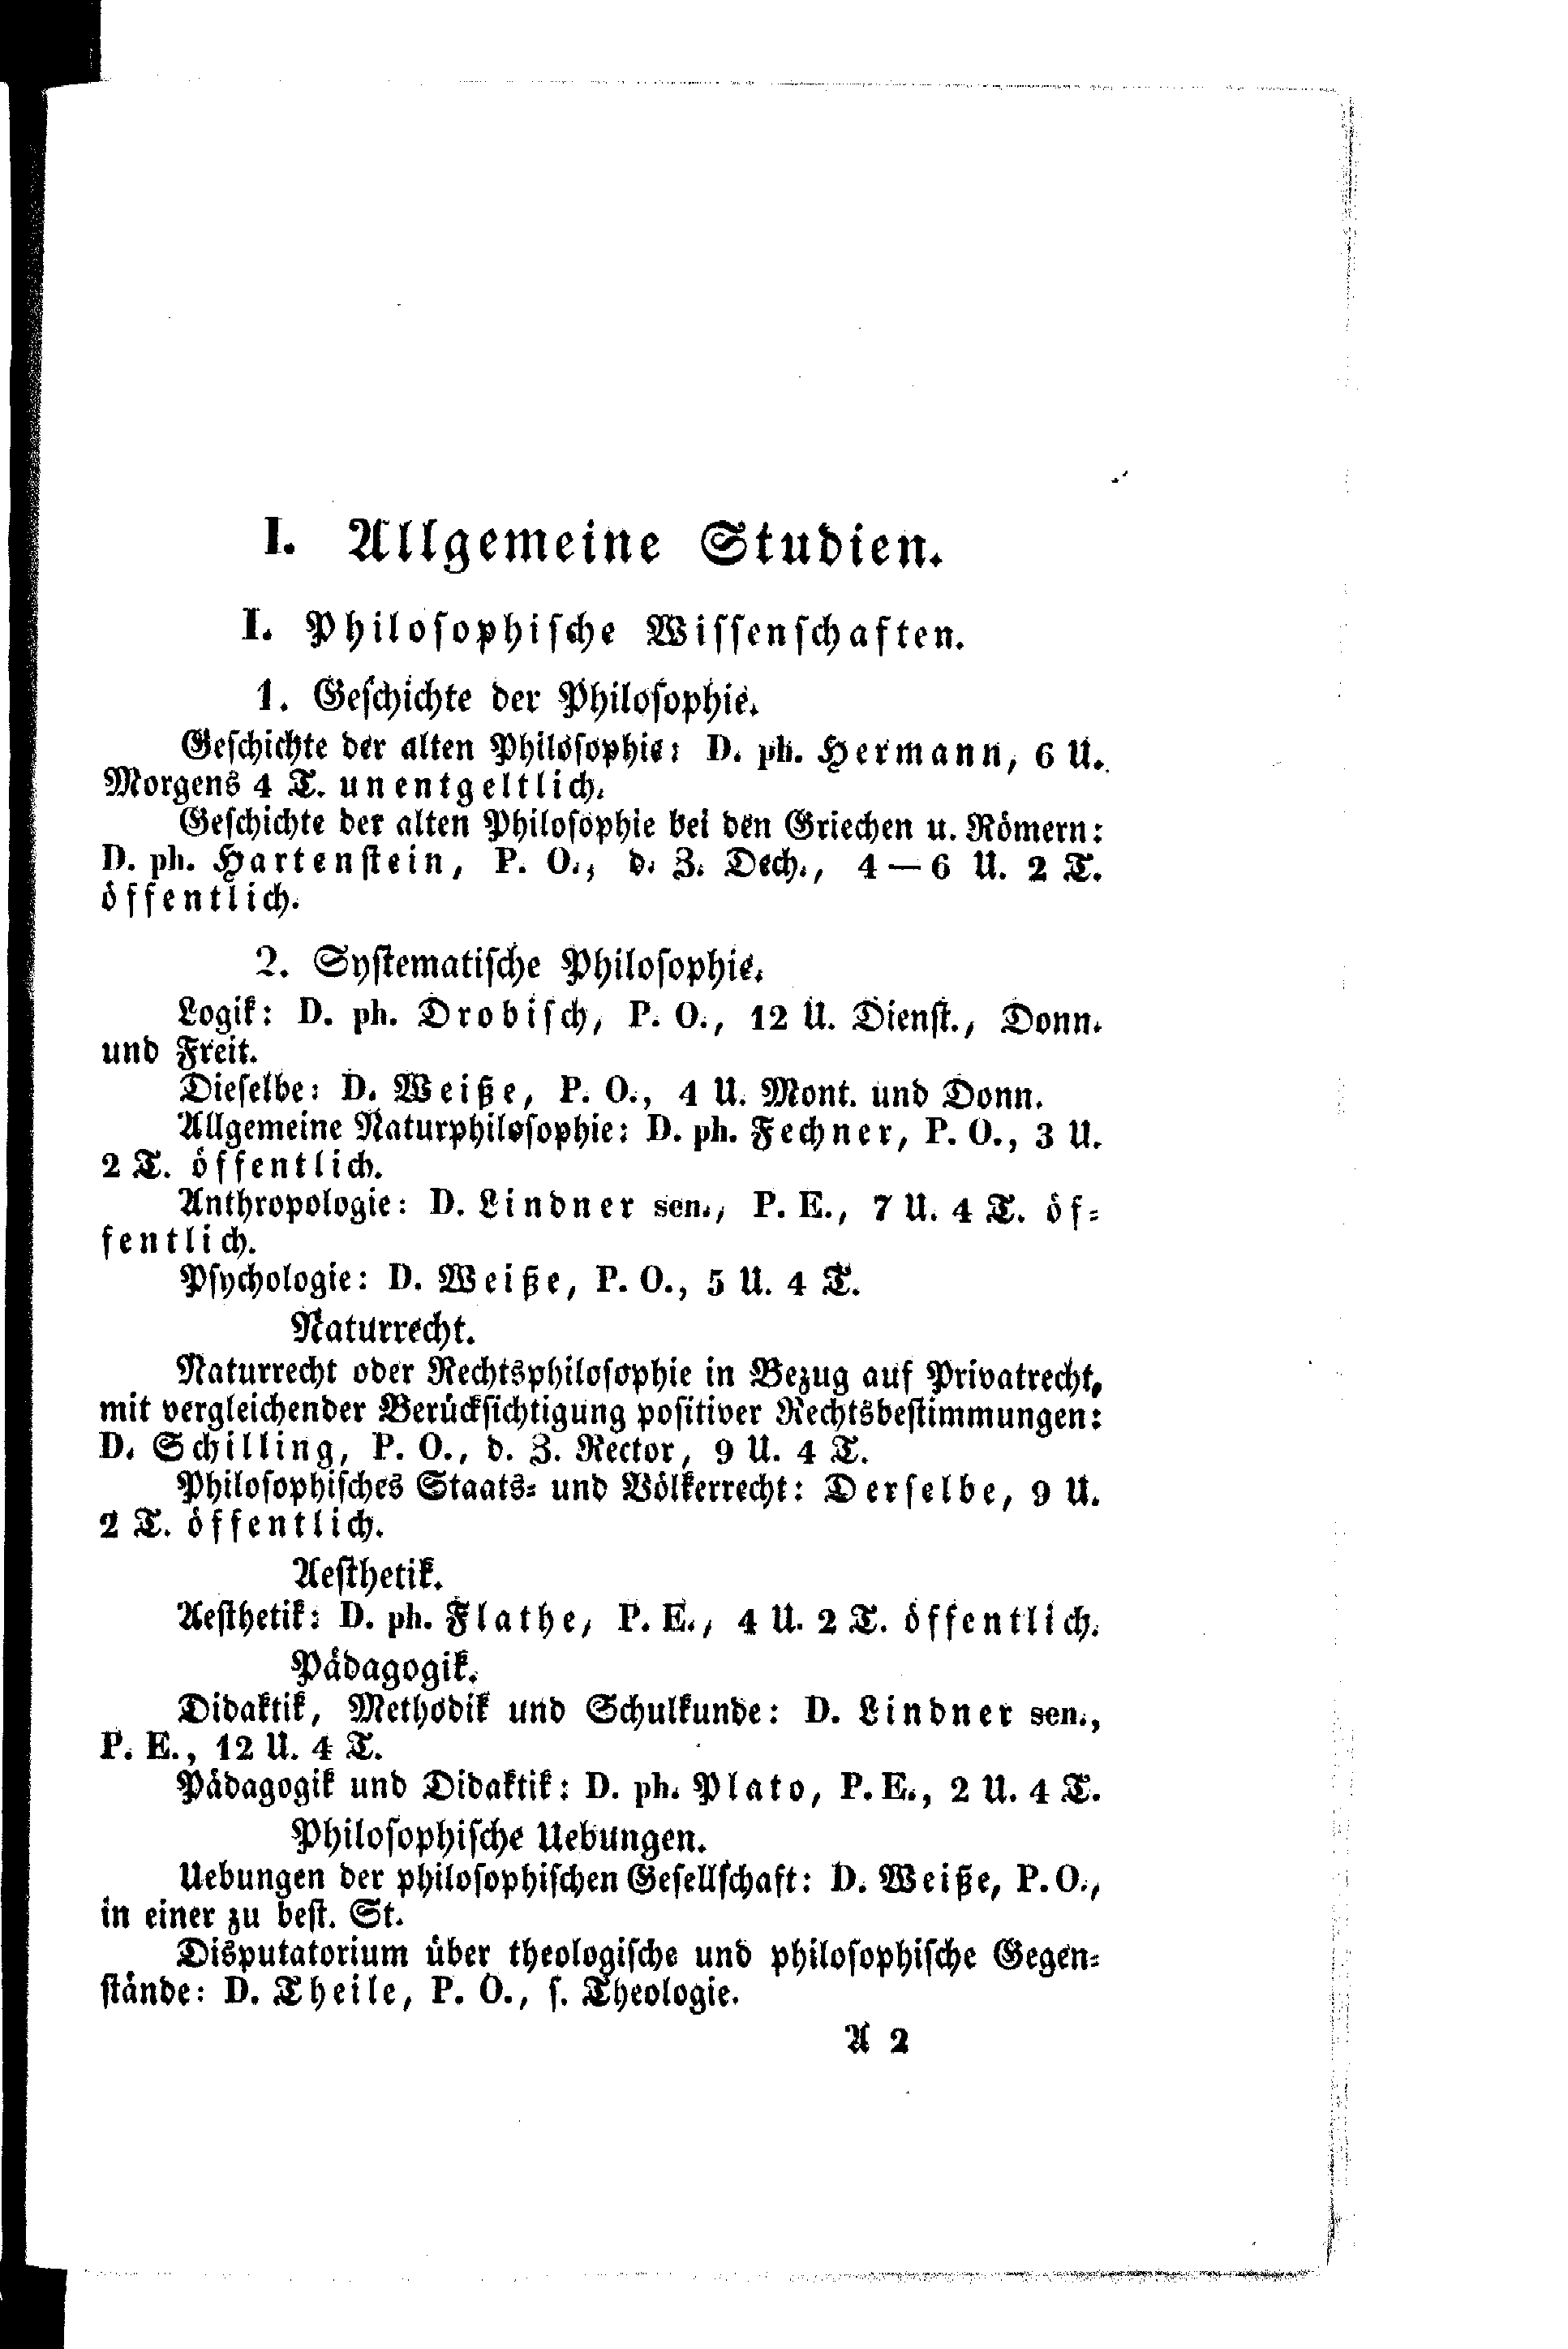 I. Allgemeine Studien.
I. Philosophische Wissenschaften.
1. Geschichte der Philosophie.
Geschichte der alten Philosophie: D. ph. Hermann, 6 U.
Morgens 4 T. unentgeltlich.
Geschichte der alten Philosophie bei den Griechen u. Römern:
D. ph. Hartenstein, P. O., d. Z. Dech., 4 — 6 U. 2 T.
öffentlich.
2. Systematische Philosophie.
Logik: D. ph. Drobisch, P. O., 12 U. Dienst., Donn.
und Freit.
Dieselbe: D. Weiße, P. O., 4 U. Mont. und Donn.
Allgemeine Naturphilosophie: D. ph. Fechner, P. O., 3 U.
2 T. öffentlich.
Anthropologie: D. Lindner sen., P. E., 7 U. 4 T. öf-
fentlich.
Psychologie: D. Weiße, P. O., 5 U. 4 T.
Naturrecht.
Naturrecht oder Rechtsphilosophie in Bezug auf Privatrecht,
mit vergleichender Berücksichtigung positiver Rechtsbestimmungen:
D. Schilling, P. O., d. Z. Rector, 9 U. 4 T.
Philosophisches Staats- und Völkerrecht: Derselbe, 9 U.
2 T. öffentlich.
Aesthetik.
Aesthetik: D. ph. Flathe, P. E., 4 U. 2 T. öffentlich.
Pädagogik.
Didaktik, Methodik und Schulkunde: D. Lindner sen.,
P. E., 12 U. 4 T.
Pädagogik und Didaktik: D. ph. Plato, P. E., 2 U. 4 T.
Philosophische Uebungen.
Uebungen der philosophischen Gesellschaft: D. Weiße, P. O.,
in einer zu best. St.
Disputatorium über theologische und philosophische Gegen-
stände: D. Theile, P. O., s. Theologie.
A 2